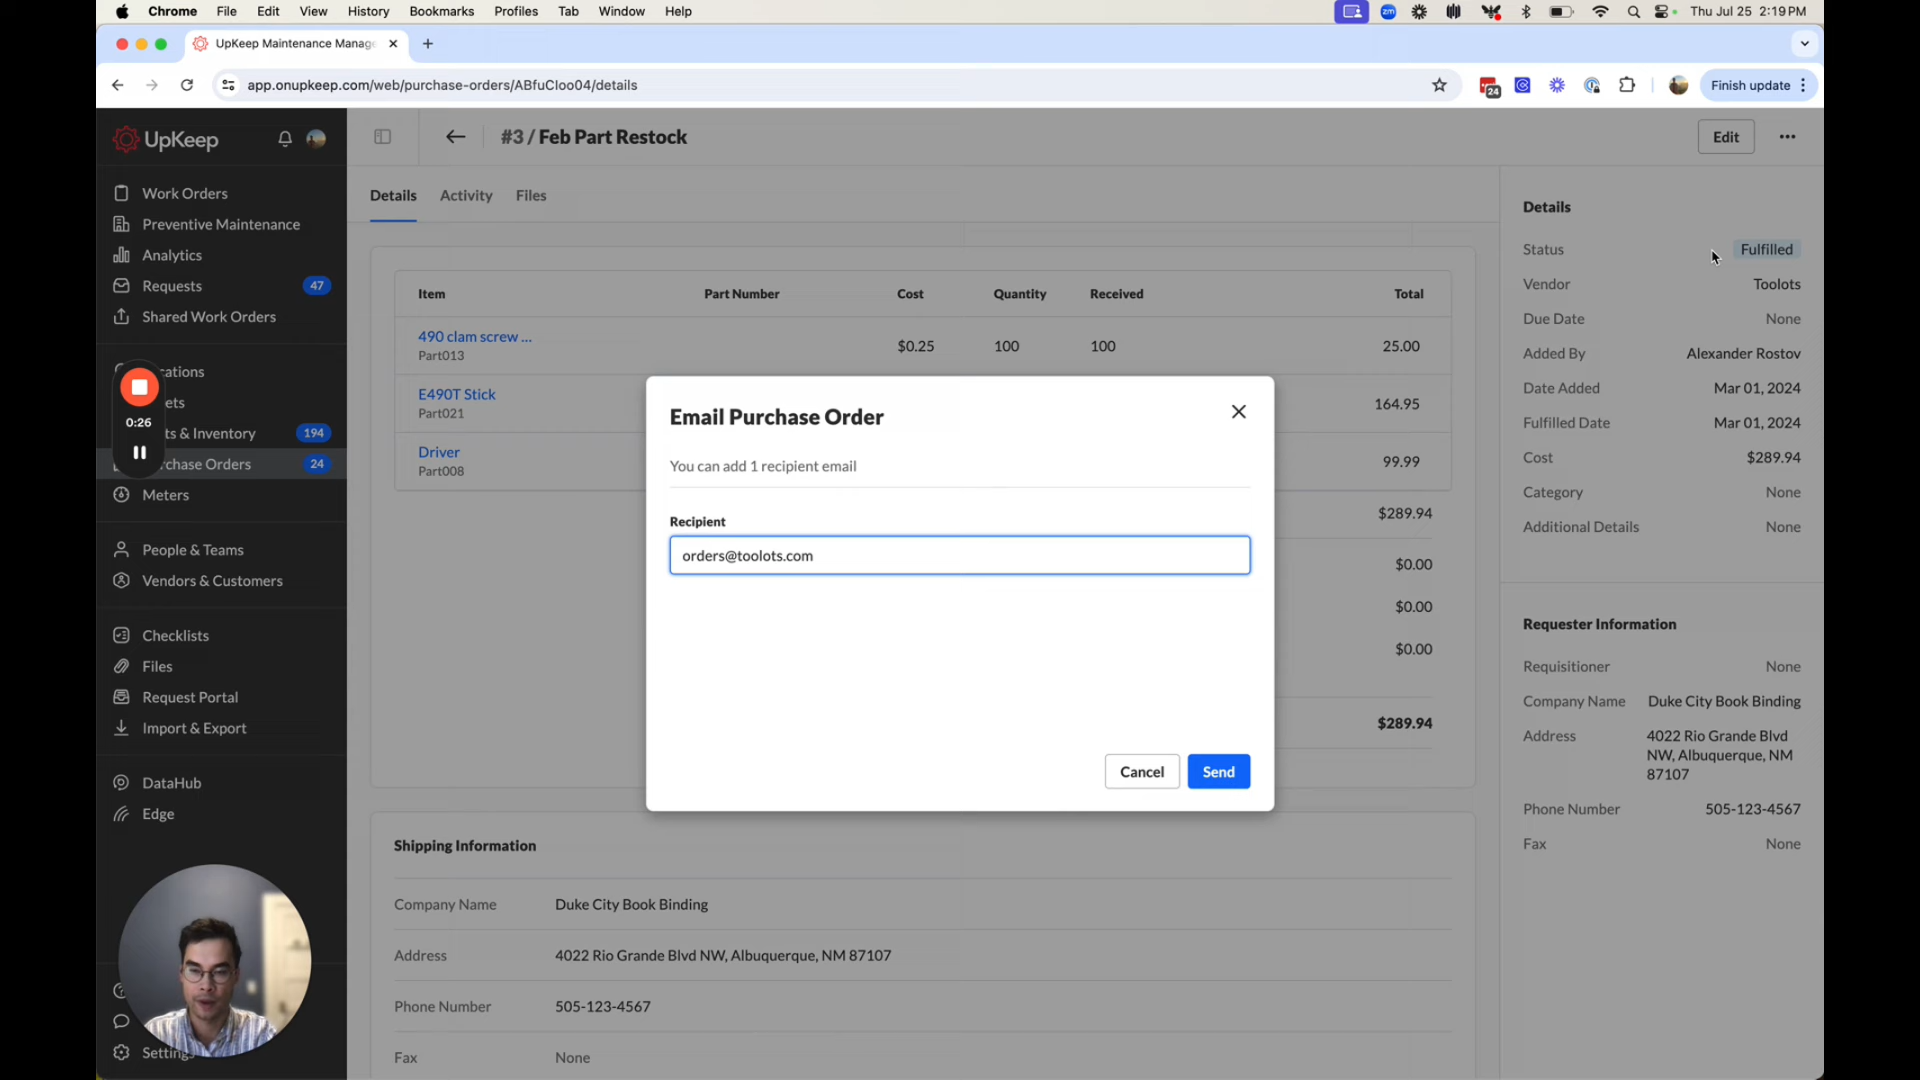 Chrome File Edit View History Bookmarks Profiles Tab Window Help
zm
Thu Jul 25 2:19 PM
UpKeep Maintenance Manag
app.onupkeep.com/web/purchase-orders/ABfuCIoo04/details
24
Finish update
UpKeep
#3 / Feb Part Restock
Edit
Work Orders
Preventive Maintenance
Analytics
Requests 47
Shared Work Orders
cations
ets
ts & Inventory 194
rchase Orders 24
Meters
0:26
People & Teams
Vendors & Customers
Checklists
Files
Request Portal
Import & Export
DataHub
Edge
Settings
Details Activity Files
Item Part Number Cost Quantity Received Total
490 clam screw ...
Part013
$0.25 100 100 25.00
E490T Stick
Part021
164.95
Driver
Part008
99.99
$289.94
$0.00
$0.00
$0.00
$289.94
Email Purchase Order
You can add 1 recipient email
Recipient
orders@toolots.com
Cancel Send
Shipping Information
Company Name Duke City Book Binding
Address 4022 Rio Grande Blvd NW, Albuquerque, NM 87107
Phone Number 505-123-4567
Fax None
Details
Status Fulfilled
Vendor Toolots
Due Date None
Added By Alexander Rostov
Date Added Mar 01, 2024
Fulfilled Date Mar 01, 2024
Cost $289.94
Category None
Additional Details None
Requester Information
Requisitioner None
Company Name Duke City Book Binding
Address 4022 Rio Grande Blvd
NW, Albuquerque, NM
87107
Phone Number 505-123-4567
Fax None